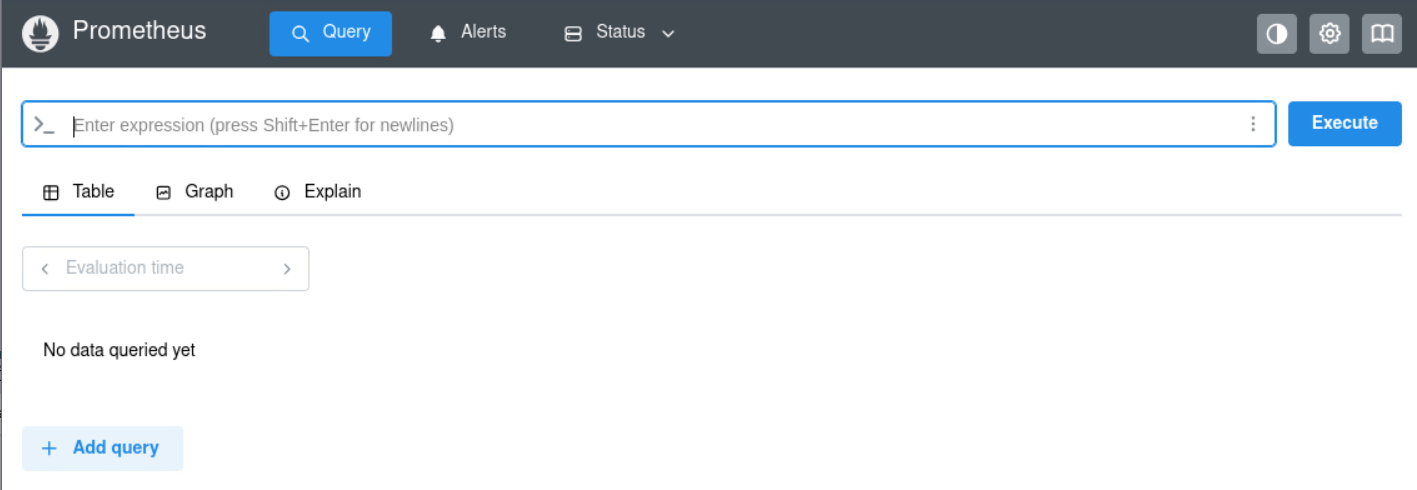 Prometheus Query Alerts Status
Enter expression (press Shift+Enter for newlines) Execute
Table Graph Explain
Evaluation time
No data queried yet
Add query